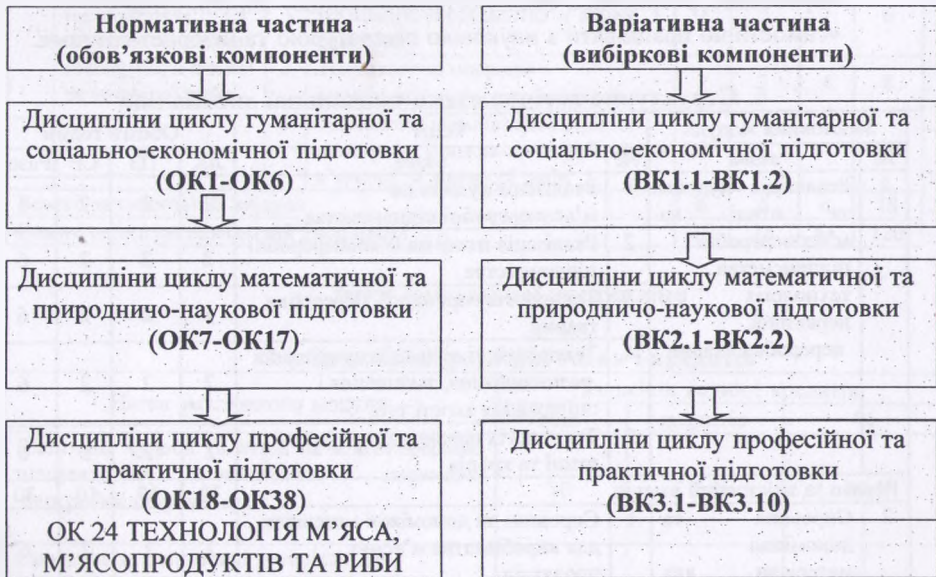 Нормативна частина
(обов’язкові компоненти)
Дисципліни циклу гуманітарної та
соціально-економічної підготовки
(ОК1-ОК6)
Дисципліни циклу математичної та
природничо-наукової підготовки
(ОК7-ОК17)
Дисципліни циклу професійної та
практичної підготовки
(ОК18-ОК38)
ОК 24 ТЕХНОЛОГІЯ М’ЯСА,
М’ЯСОПРОДУКТІВ ТА РИБИ
Варіативна частина
(вибіркові компоненти)
Дисципліни циклу гуманітарної та
соціально-економічної підготовки
(ВК1.1-ВК1.2)
Дисципліни циклу математичної та
природничо-наукової підготовки
(ВК2.1-ВК2.2)
Дисципліни циклу професійної та
практичної підготовки
(ВК3.1-ВК3.10)